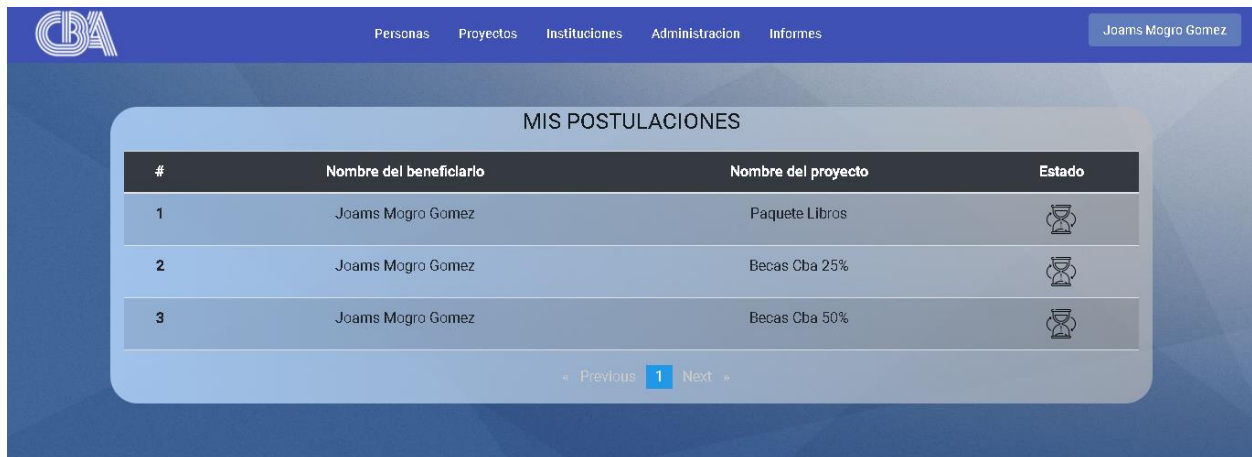 CBA
Personas Proyectos Instituciones Administracion Informes Joams Mogro Gomez
MIS POSTULACIONES
# Nombre del beneficiario Nombre del proyecto Estado
1 Joams Mogro Gomez Paquete Libros
2 Joams Mogro Gomez Becas Cba 25%
3 Joams Mogro Gomez Becas Cba 50%
« Previous 1 Next »